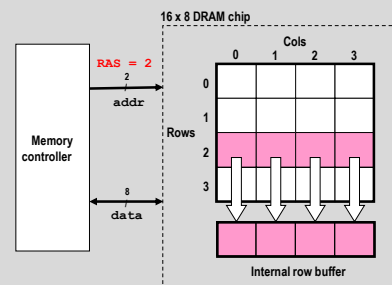 16 x 8 DRAM chip
Cols
0 1 2 3
RAS = 2
2
addr
Memory
controller
Rows
0
1
2
3
8
data
Internal row buffer